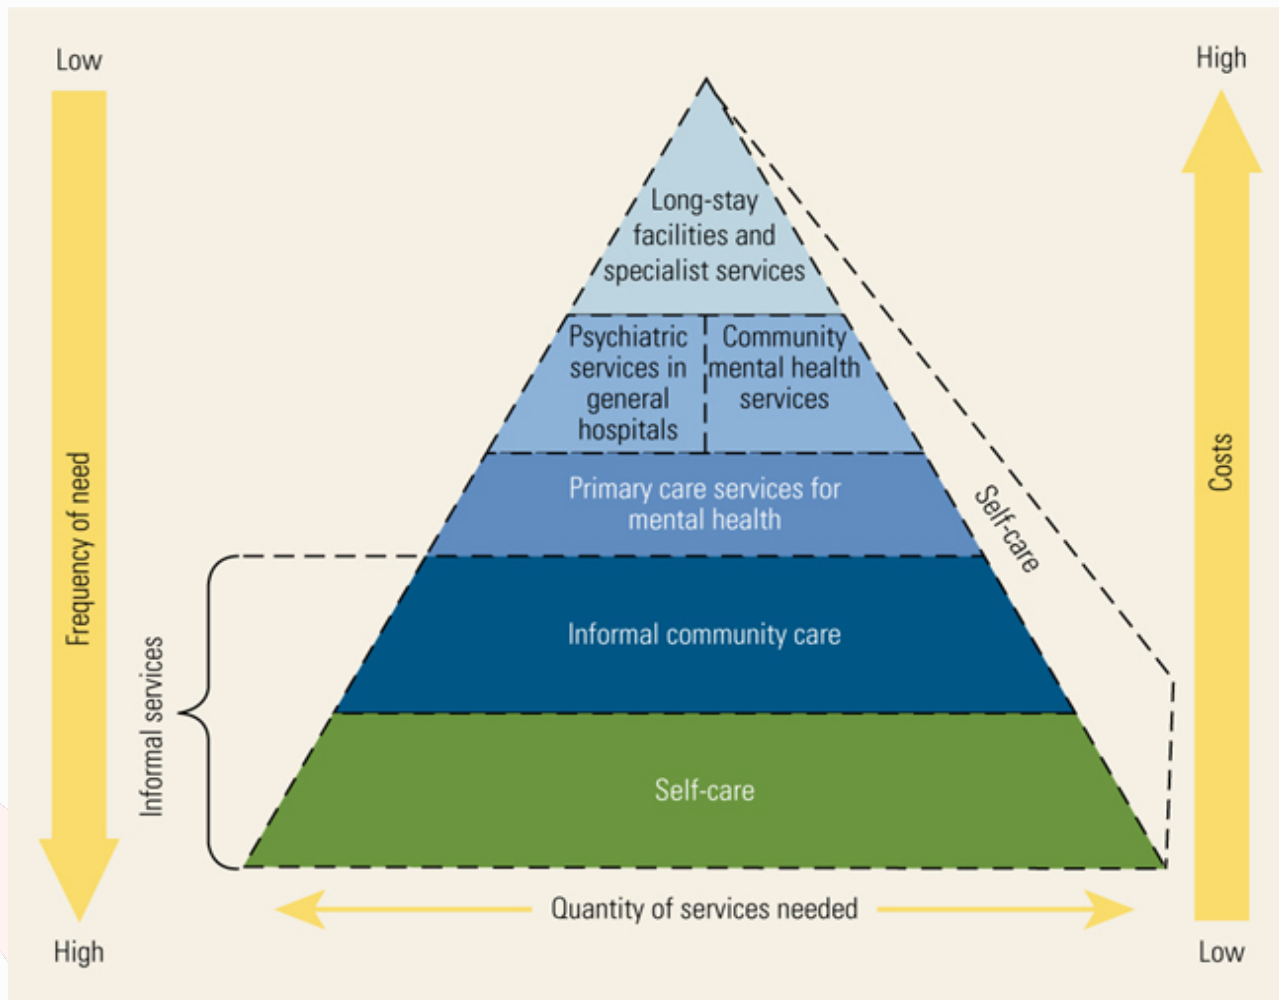 Low
High
Long-stay
facilities and
specialist services
Psychiatric
services in
general
hospitals
Community
mental health
services
Primary care services for
mental health
Informal community care
Self-care
Self-care
Frequency of need
Informal services
Costs
Quantity of services needed
High
Low